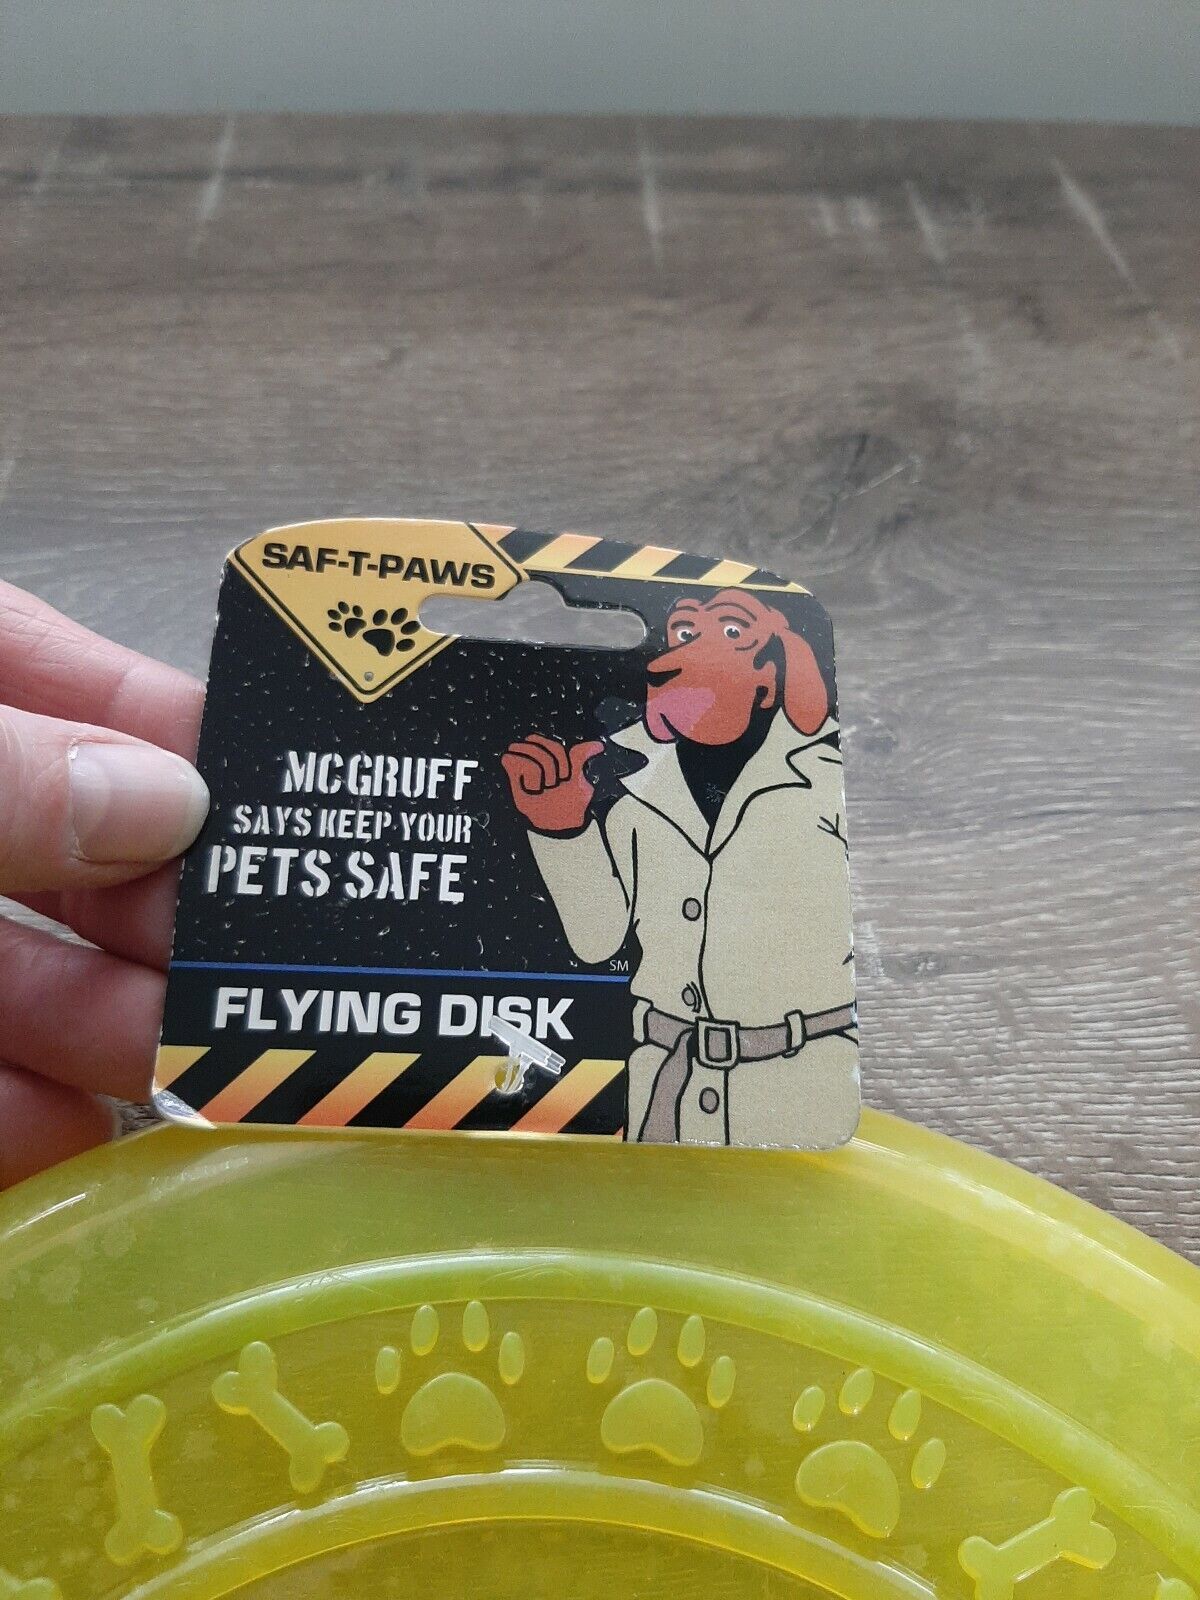 SAF-T-PAWS
MCGRUFF
SAYS KEEP YOUR
PETS SAFE
SM
FLYING DISK